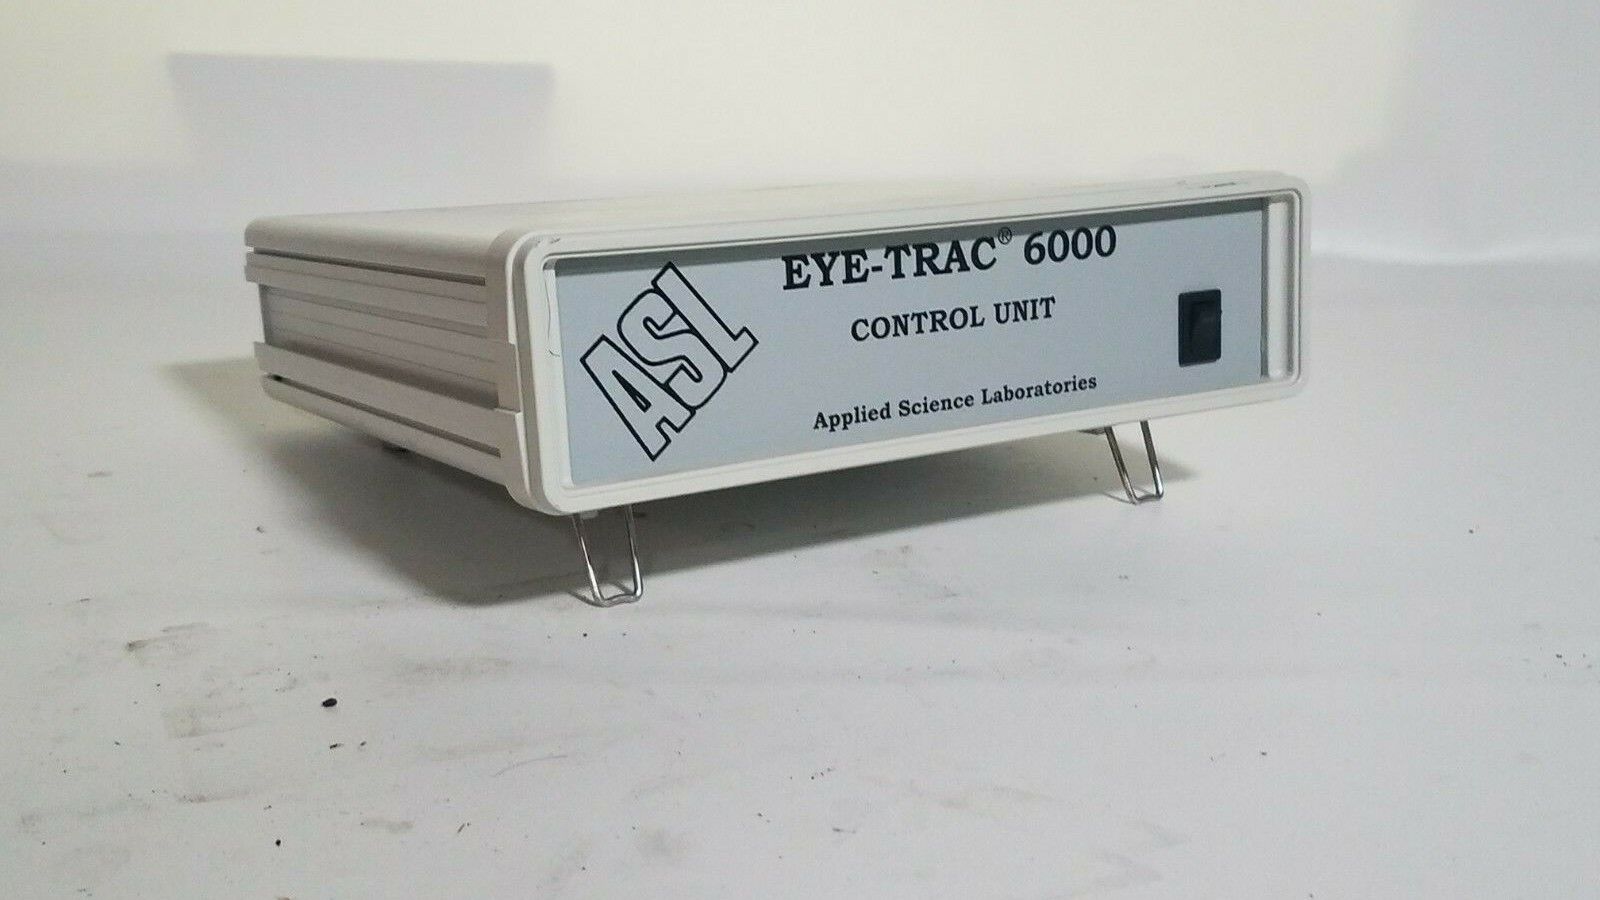 ASL
EYE-TRAC® 6000
CONTROL UNIT
Applied Science Laboratories